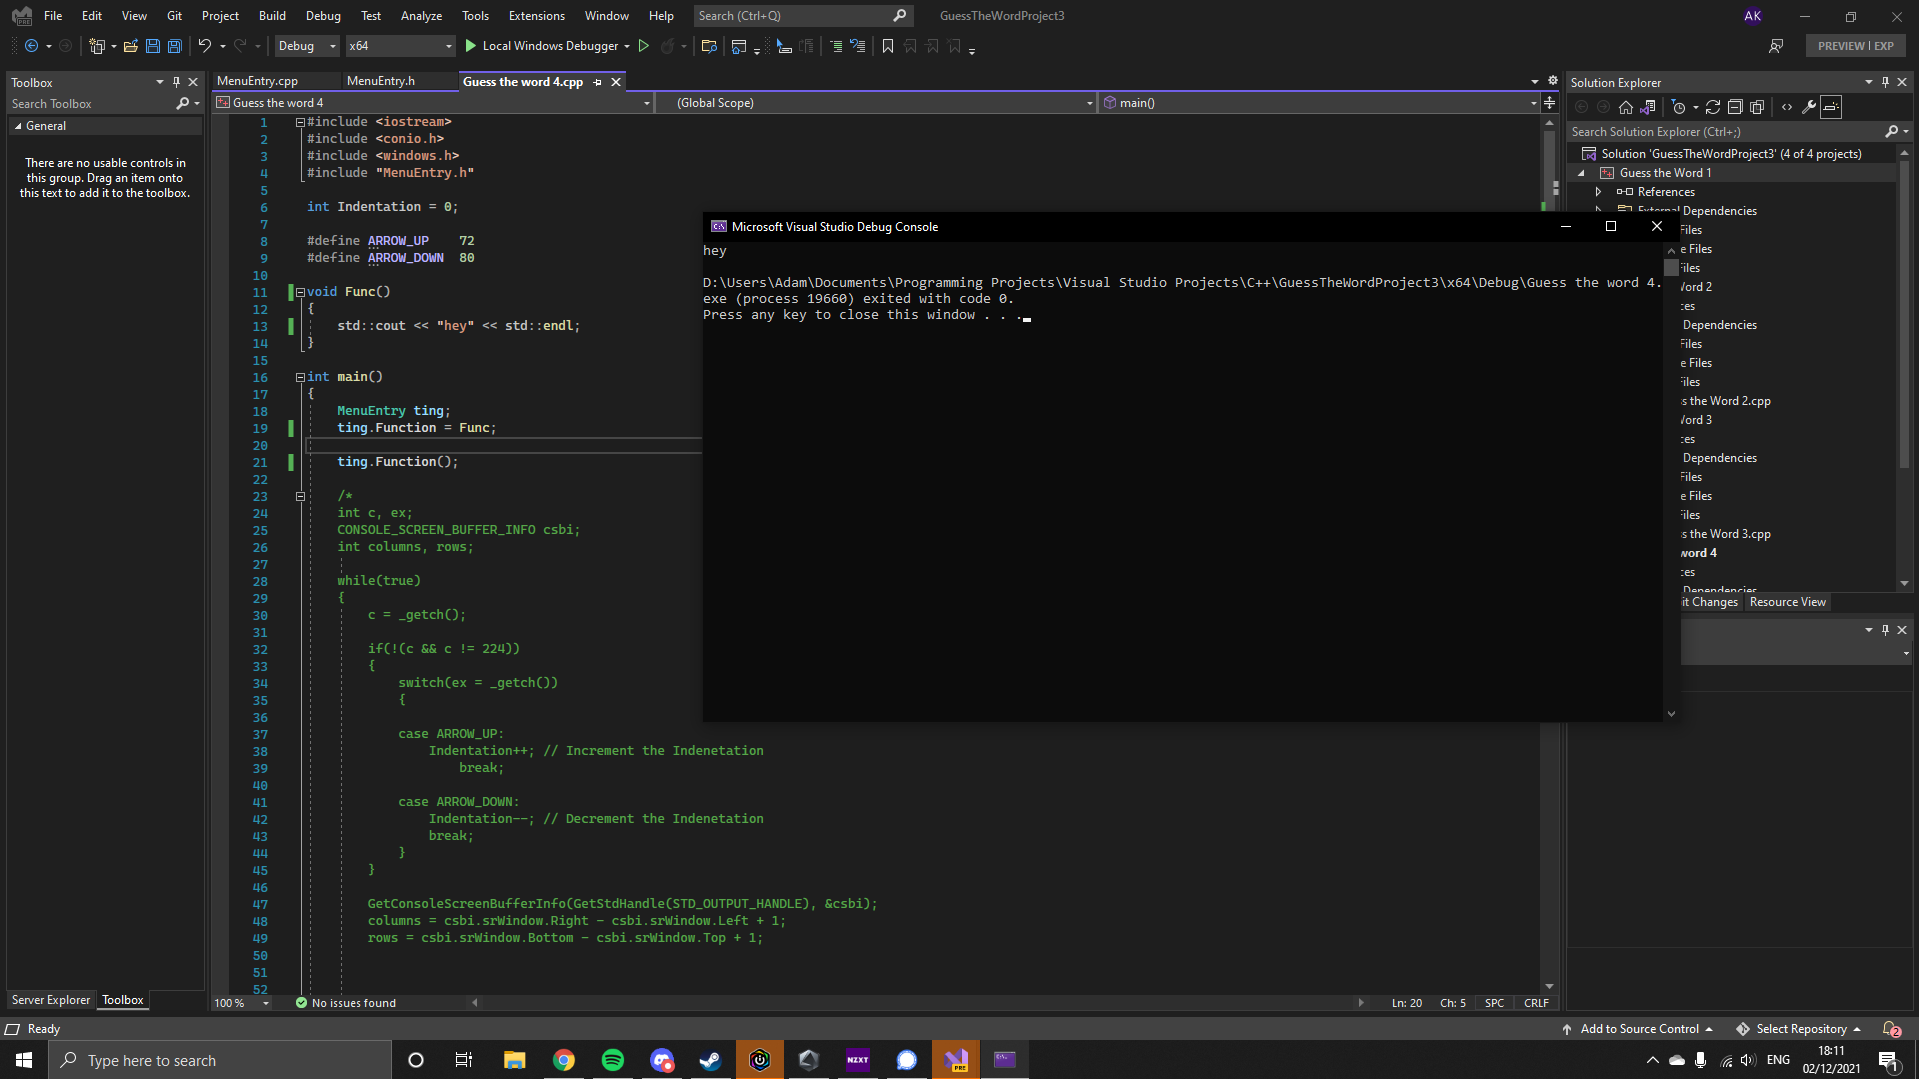 File Edit View Git Project Build Debug Test Analyze Tools Extensions Window Help Search (Ctrl+Q) GuessTheWordProject3 AK
Debug x64 Local Windows Debugger PREVIEW | EXP
Toolbox
Search Toolbox
General
There are no usable controls in
this group. Drag an item onto
this text to add it to the toolbox.
Server Explorer Toolbox
MenuEntry.cpp MenuEntry.h Guess the word 4.cpp
Guess the word 4 (Global Scope) main()
1 #include <iostream>
2 #include <conio.h>
3 #include <windows.h>
4 #include "MenuEntry.h"
5
6 int Indentation = 0;
7
8 #define ARROW_UP 72
9 #define ARROW_DOWN 80
10
11 void Func()
12 {
13 std::cout << "hey" << std::endl;
14 }
15
16 int main()
17 {
18 MenuEntry ting;
19 ting.Function = Func;
20
21 ting.Function();
22
23 /*
24 int c, ex;
25 CONSOLE_SCREEN_BUFFER_INFO csbi;
26 int columns, rows;
27
28 while(true)
29 {
30 c = _getch();
31
32 if(!(c && c != 224))
33 {
34 switch(ex = _getch())
35 {
36
37 case ARROW_UP:
38 Indentation++; // Increment the Indenetation
39 break;
40
41 case ARROW_DOWN:
42 Indentation--; // Decrement the Indenetation
43 break;
44 }
45 }
46
47 GetConsoleScreenBufferInfo(GetStdHandle(STD_OUTPUT_HANDLE), &csbi);
48 columns = csbi.srWindow.Right - csbi.srWindow.Left + 1;
49 rows = csbi.srWindow.Bottom - csbi.srWindow.Top + 1;
50
51
52
100 % No issues found Ln: 20 Ch: 5 SPC CRLF
Microsoft Visual Studio Debug Console
hey
D:\Users\Adam\Documents\Programming Projects\Visual Studio Projects\C++\GuessTheWordProject3\x64\Debug\Guess the word 4.
exe (process 19660) exited with code 0.
Press any key to close this window . . .
Solution Explorer
Search Solution Explorer (Ctrl+;)
Solution 'GuessTheWordProject3' (4 of 4 projects)
Guess the Word 1
References
External Dependencies
Files
e Files
iles
Word 2
ces
Dependencies
Files
e Files
iles
s the Word 2.cpp
Word 3
ces
Dependencies
Files
e Files
iles
s the Word 3.cpp
word 4
ces
Dependencies
it Changes Resource View
Ready Add to Source Control Select Repository 2
Type here to search NZXT PRE ENG 18:11
02/12/2021 1